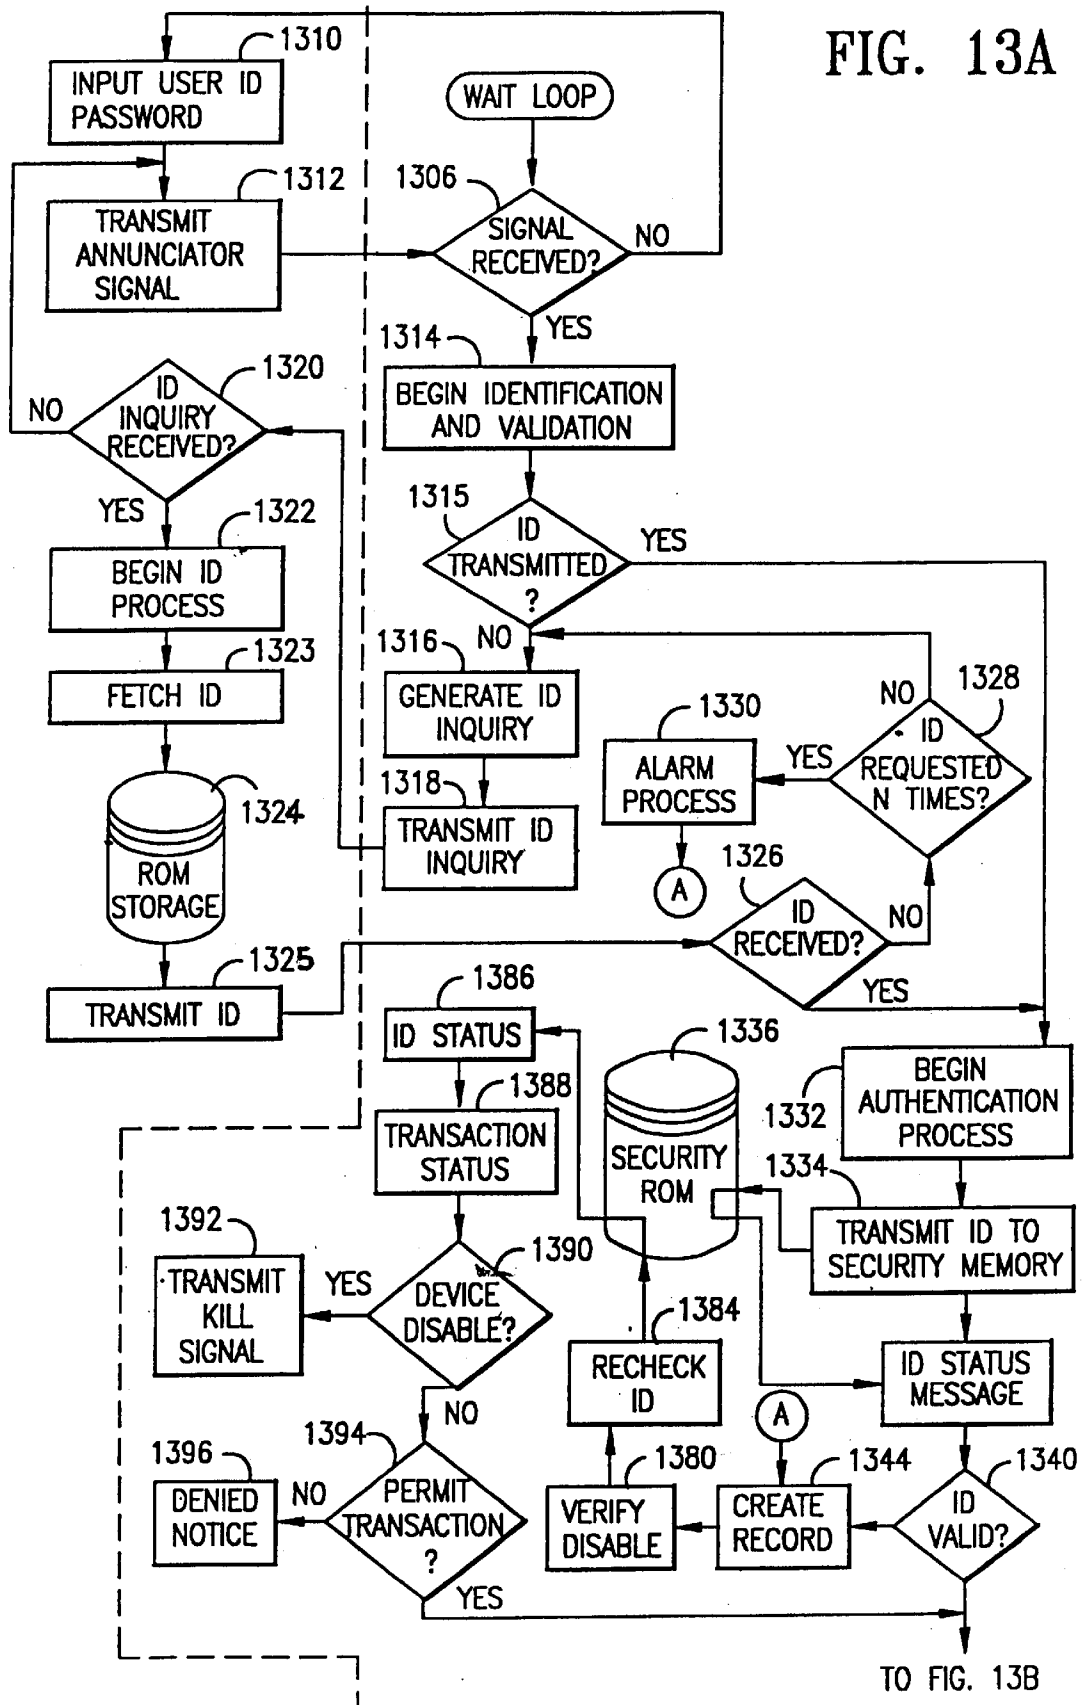 FIG. 13A
1310
INPUT USER ID
PASSWORD
WAIT LOOP
1312
TRANSMIT
ANNUNCIATOR
SIGNAL
1306
SIGNAL
RECEIVED?
NO
YES
1314
BEGIN IDENTIFICATION
AND VALIDATION
1320
ID
INQUIRY
RECEIVED?
NO
YES
1315
ID
TRANSMITTED
?
YES
NO
1322
BEGIN ID
PROCESS
1323
FETCH ID
1316
GENERATE ID
INQUIRY
1318
TRANSMIT ID
INQUIRY
1324
ROM
STORAGE
1325
TRANSMIT ID
1330
ALARM
PROCESS
A
1328
ID
REQUESTED
N TIMES?
NO
YES
1326
ID
RECEIVED?
NO
YES
1386
ID STATUS
1388
TRANSACTION
STATUS
1336
SECURITY
ROM
1332
BEGIN
AUTHENTICATION
PROCESS
1334
TRANSMIT ID TO
SECURITY MEMORY
1392
TRANSMIT
KILL
SIGNAL
YES
1390
DEVICE
DISABLE?
NO
1384
RECHECK
ID
ID STATUS
MESSAGE
A
1396
DENIED
NOTICE
NO
1394
PERMIT
TRANSACTION
?
YES
1380
VERIFY
DISABLE
1344
CREATE
RECORD
1340
ID
VALID?
TO FIG. 13B